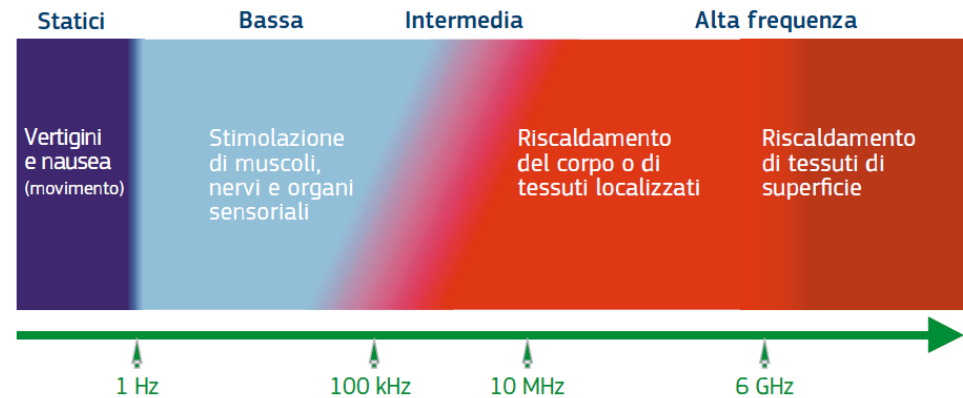 Statici
Bassa
Intermedia
Alta frequenza
Vertigini
e nausea
(movimento)
Stimolazione
di muscoli,
nervi e organi
sensoriali
Riscaldamento
del corpo o di
tessuti localizzati
Riscaldamento
di tessuti di
superficie
1 Hz
100 kHz
10 MHz
6 GHz